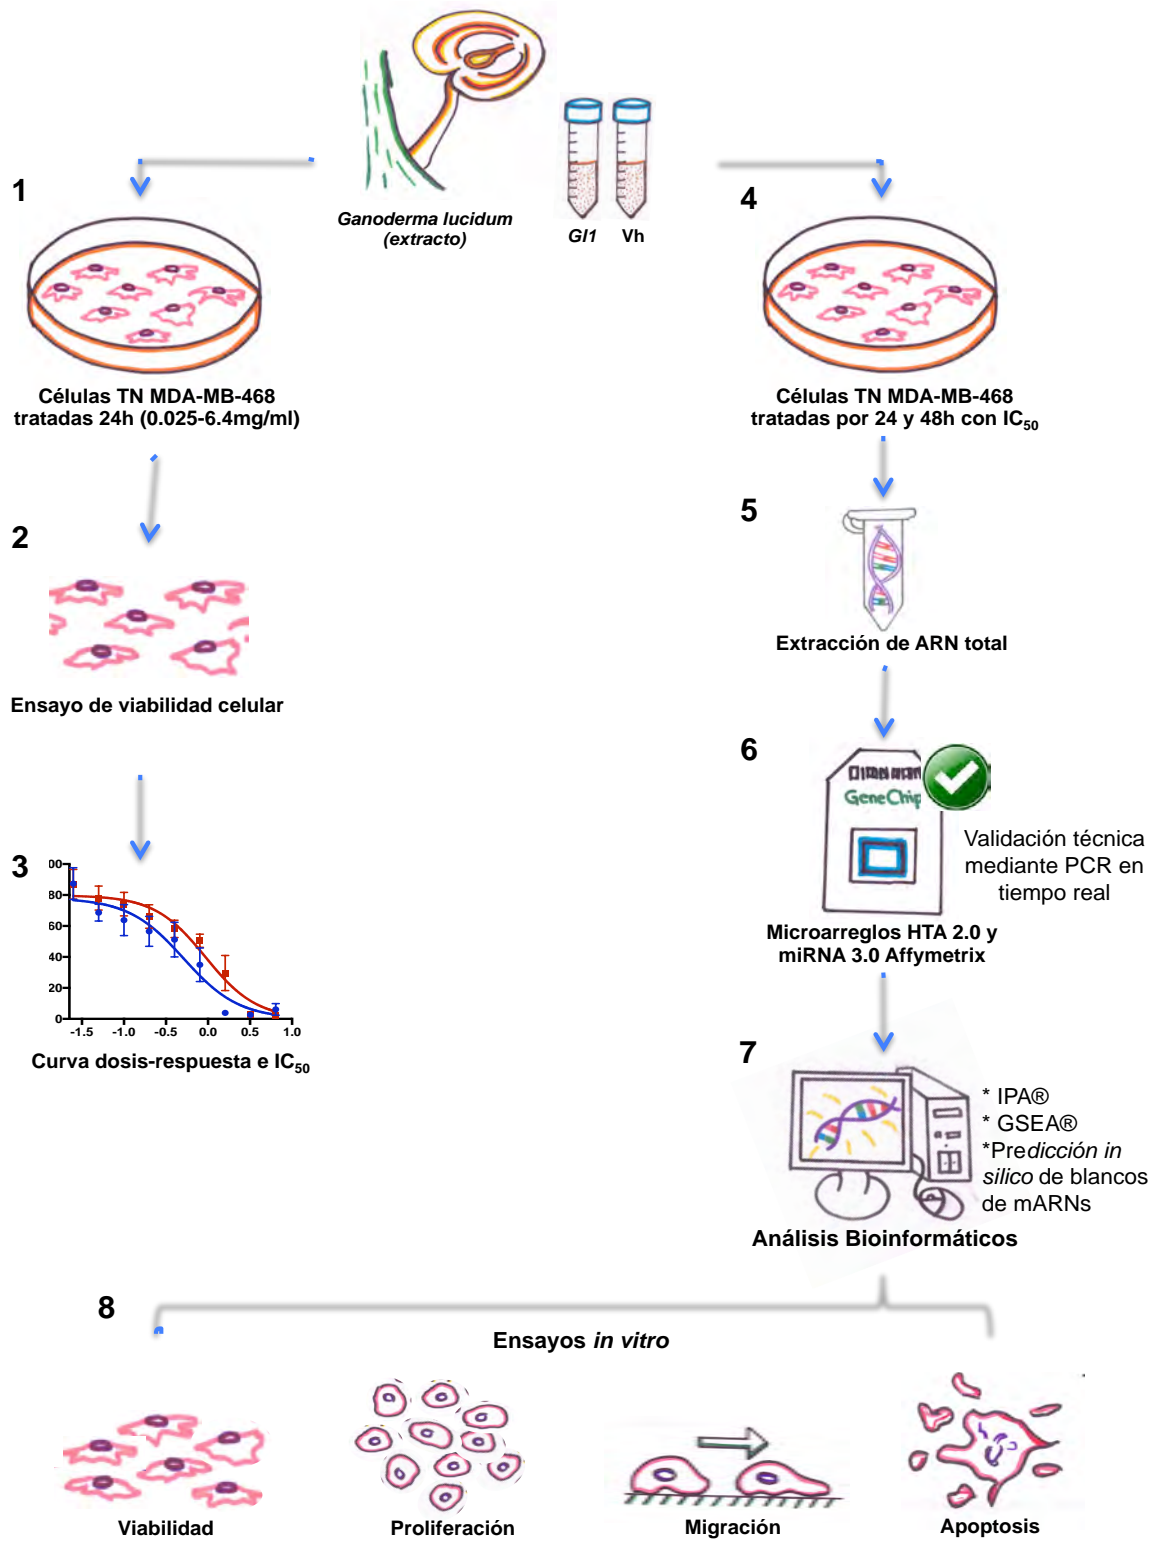 Ganoderma lucidum
(extracto)
Gl1 Vh
1
Células TN MDA-MB-468
tratadas 24h (0.025-6.4mg/ml)
2
Ensayo de viabilidad celular
3
00
80
60
40
20
0
-1.5 -1.0 -0.5 0.0 0.5 1.0
Curva dosis-respuesta e IC50
4
Células TN MDA-MB-468
tratadas por 24 y 48h con IC50
5
Extracción de ARN total
6
GeneChip
Validación técnica
mediante PCR en
tiempo real
Microarreglos HTA 2.0 y
miRNA 3.0 Affymetrix
7
* IPA®
* GSEA®
*Predicción in
silico de blancos
de mARNs
Análisis Bioinformáticos
8
Ensayos in vitro
Viabilidad
Proliferación
Migración
Apoptosis